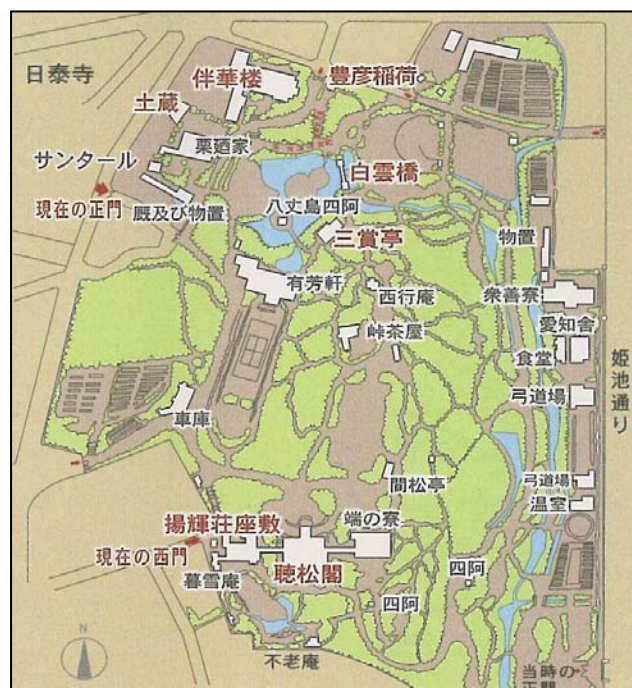 日泰寺
伴華楼
豊彦稲荷
土蔵
栗廼家
サンタール
白雲橋
現在の正門
八丈島四阿
厩及び物置
三賞亭
物置
有芳軒
西行庵
衆善寮
愛知舎
峠茶屋
食堂
姫池通り
弓道場
車庫
間松亭
弓道場
温室
揚輝荘座敷
端の寮
現在の西門
聴松閣
四阿
暮雪庵
四阿
不老庵
N
当時の
正門